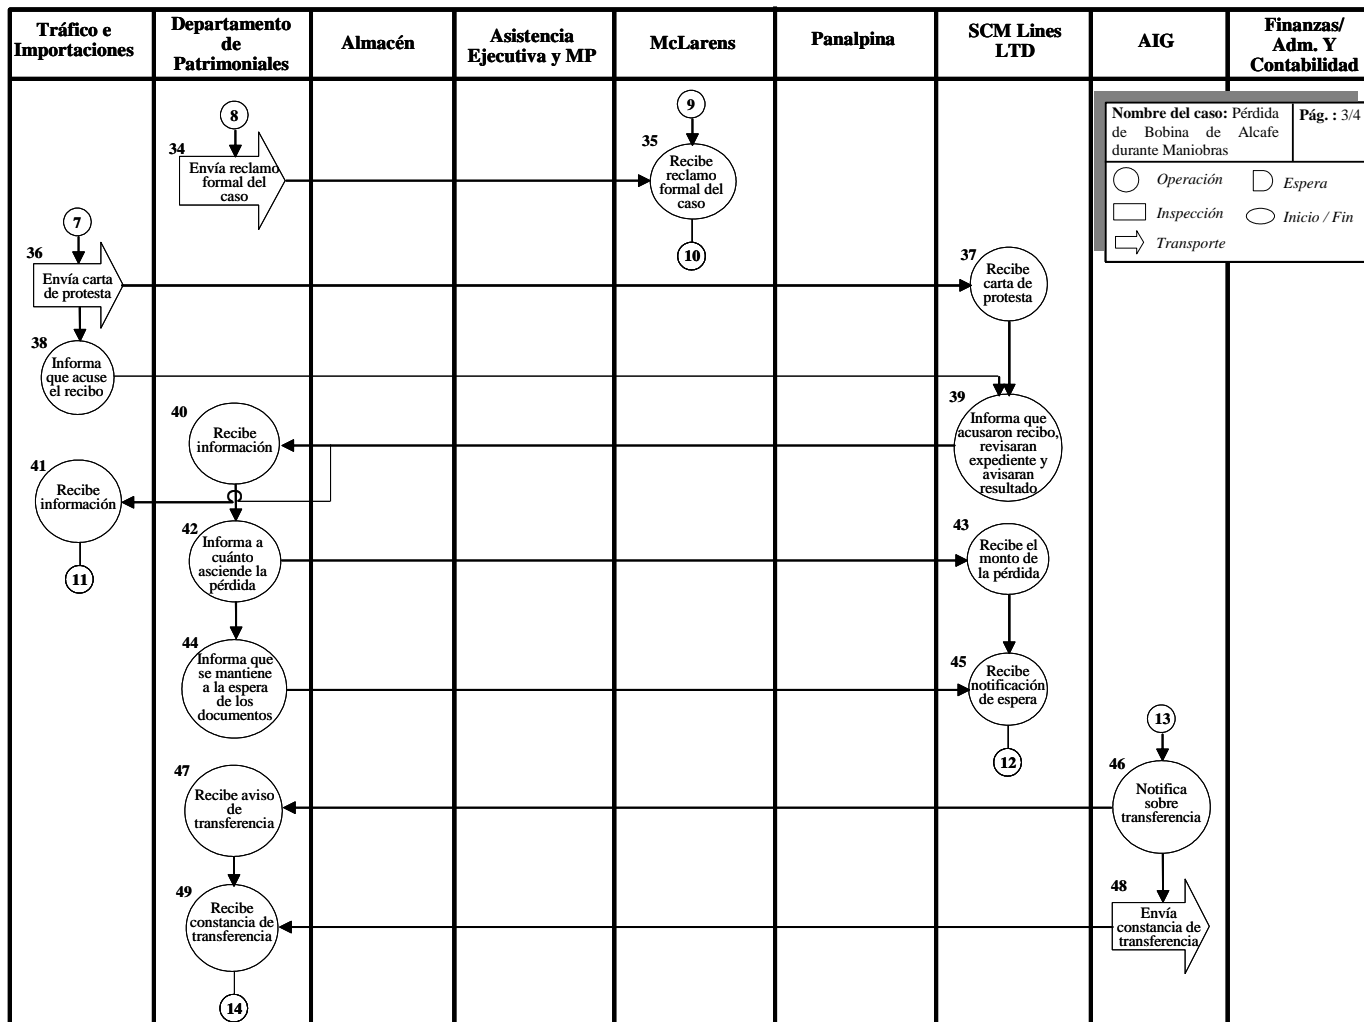 Tráfico e
Importaciones
Departamento
de
Patrimoniales
Almacén
Asistencia
Ejecutiva y MP
McLarens
Panalpina
SCM Lines
LTD
AIG
Finanzas/
Adm. Y
Contabilidad
Nombre del caso: Pérdida
de Bobina de Alcafe
durante Maniobras
Pág. : 3/4
Operación
Espera
Inspección
Inicio / Fin
Transporte
8
34
Envía reclamo
formal del
caso
9
35
Recibe
reclamo
formal del
caso
10
7
36
Envía carta
de protesta
37
Recibe
carta de
protesta
38
Informa
que acuse
el recibo
39
Informa que
acusaron recibo,
revisaran
expediente y
avisaran
resultado
40
Recibe
información
41
Recibe
información
11
42
Informa a
cuánto
asciende la
pérdida
43
Recibe el
monto de
la pérdida
44
Informa que
se mantiene
a la espera
de los
documentos
45
Recibe
notificación
de espera
12
13
46
Notifica
sobre
transferencia
47
Recibe aviso
de
transferencia
48
Envía
constancia de
transferencia
49
Recibe
constancia de
transferencia
14